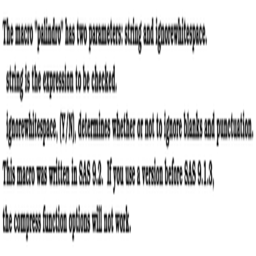 The macro "palindro" has two parameters: string and ignorewhitespace.
string is the expression to be checked.
ignorewhitespace, (Y/N), determines whether or not to ignore blanks and punctuation.
This macro was written in SAS 9.2. If you use a version before SAS 9.1.3,
the compress function options will not work.